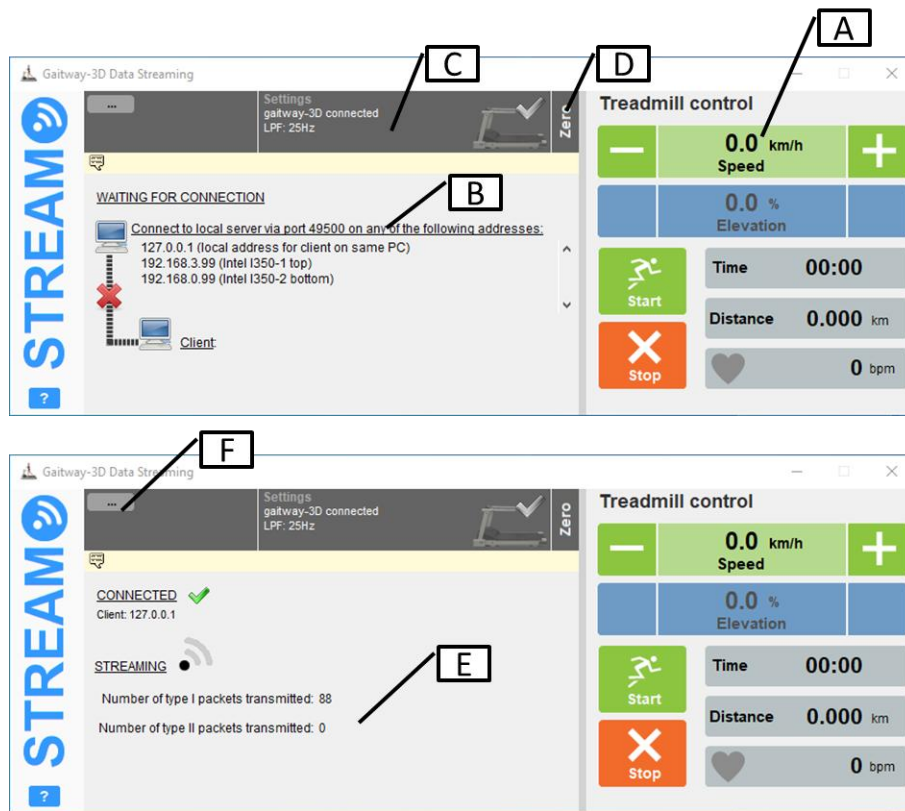 A
C
D
Gaitway-3D Data Streaming
STREAM
...
Settings
gaitway-3D connected
LPF: 25Hz
Zero
Treadmill control
0.0 km/h
Speed
WAITING FOR CONNECTION
B
Connect to local server via port 49500 on any of the following addresses:
127.0.0.1 (local address for client on same PC)
192.168.3.99 (Intel I350-1 top)
192.168.0.99 (Intel I350-2 bottom)
Client:
0.0 %
Elevation
Start
Time 00:00
Distance 0.000 km
Stop
0 bpm
?
F
Gaitway-3D Data Streaming
STREAM
...
Settings
gaitway-3D connected
LPF: 25Hz
Zero
Treadmill control
0.0 km/h
Speed
CONNECTED
Client: 127.0.0.1
STREAMING
E
Number of type I packets transmitted: 88
Number of type II packets transmitted: 0
0.0 %
Elevation
Start
Time 00:00
Distance 0.000 km
Stop
0 bpm
?